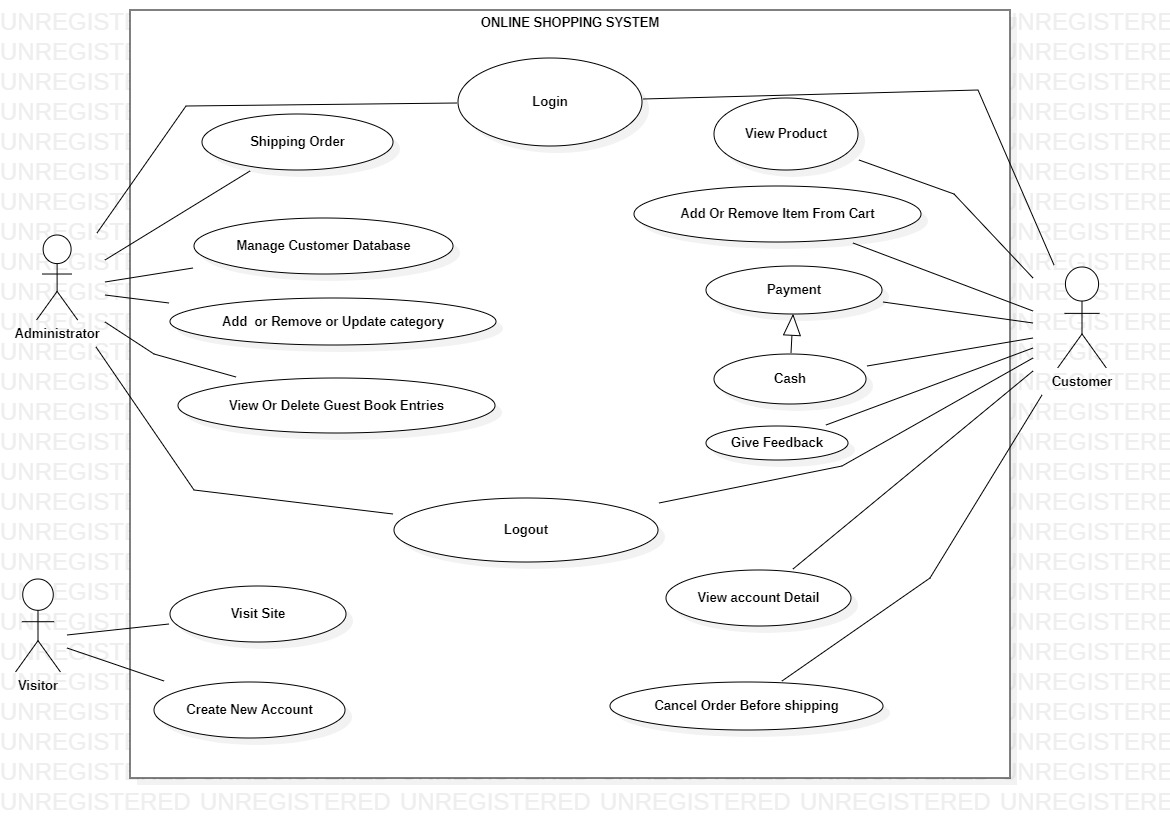 ONLINE SHOPPING SYSTEM
Login
View Product
Shipping Order
Add Or Remove Item From Cart
Manage Customer Database
Payment
Add  or Remove or Update category
Administrator
Cash
Customer
View Or Delete Guest Book Entries
Give Feedback
Logout
View account Detail
Visit Site
Visitor
Cancel Order Before shipping
Create New Account
UNREGISTERED UNREGISTERED UNREGISTERED UNREGISTERED UNREGISTERED UNREGISTERE